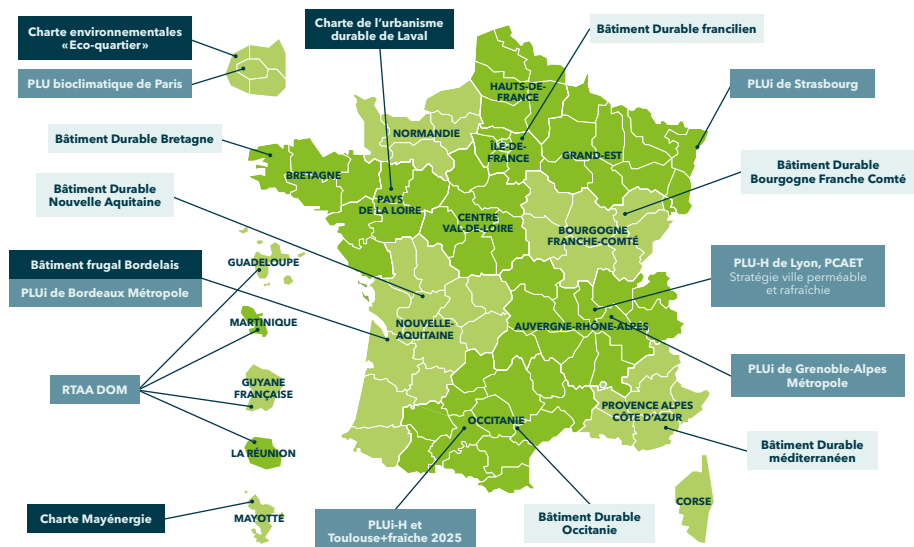 Charte environnementales
«Eco-quartier»
PLU bioclimatique de Paris
Charte de l'urbanisme
durable de Laval
Bâtiment Durable francilien
PLUi de Strasbourg
Bâtiment Durable Bretagne
Bâtiment Durable
Nouvelle Aquitaine
Bâtiment Durable
Bourgogne Franche Comté
Bâtiment frugal Bordelais
PLUi de Bordeaux Métropole
PLU-H de Lyon, PCAET
Stratégie ville perméable
et rafraîchie
PLUi de Grenoble-Alpes
Métropole
RTAA DOM
Bâtiment Durable
méditerranéen
Charte Mayénergie
PLUi-H et
Toulouse+fraîche 2025
Bâtiment Durable
Occitanie
HAUTS-DE-
FRANCE
NORMANDIE
ÎLE-DE-
FRANCE
GRAND-EST
BRETAGNE
PAYS
DE LA LOIRE
CENTRE
VAL-DE-LOIRE
BOURGOGNE
FRANCHE-COMTÉ
GUADELOUPE
MARTINIQUE
NOUVELLE-
AQUITAINE
AUVERGNE-RHÔNE-ALPES
GUYANE
FRANÇAISE
PROVENCE ALPES
CÔTE D'AZUR
OCCITANIE
LA RÉUNION
CORSE
MAYOTTE